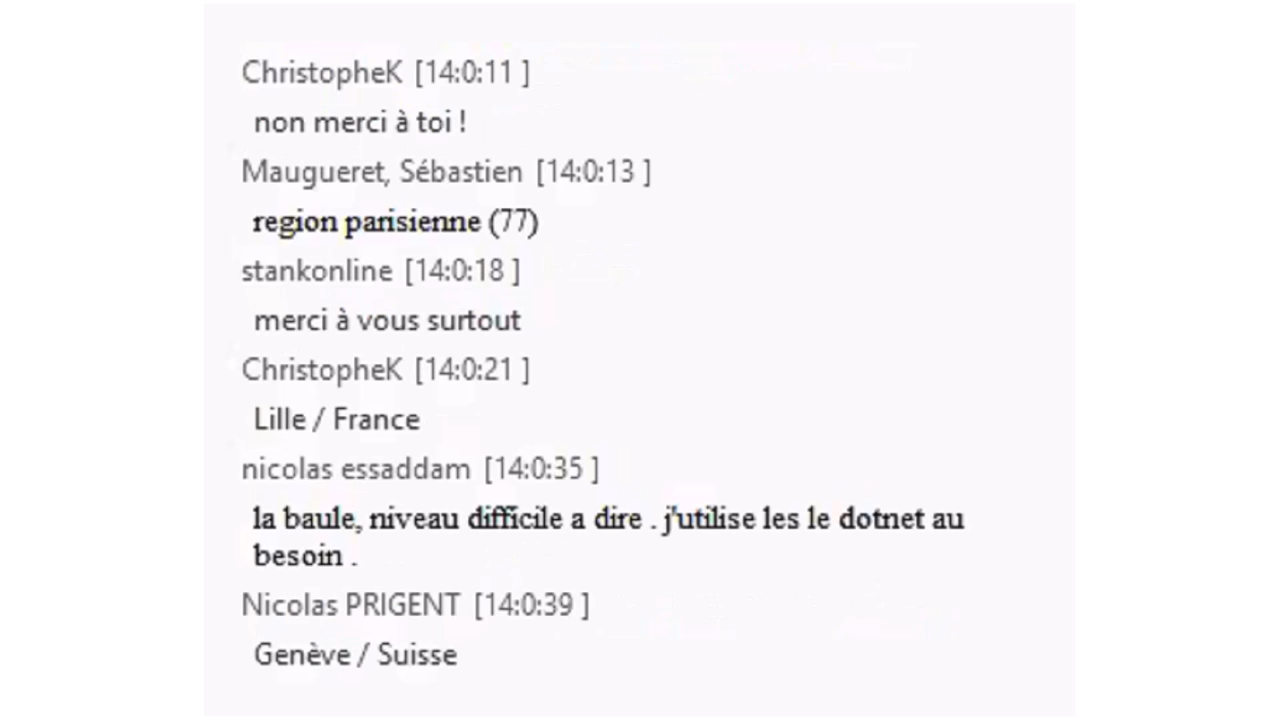 ChristopheK [14:0:11 ]
non merci à toi !
Maugueret, Sébastien [14:0:13 ]
region parisienne (77)
stankonline [14:0:18 ]
merci à vous surtout
ChristopheK [14:0:21 ]
Lille / France
nicolas essaddam [14:0:35 ]
la baule, niveau difficile a dire . j'utilise les le dotnet au
besoin .
Nicolas PRIGENT [14:0:39 ]
Genève / Suisse